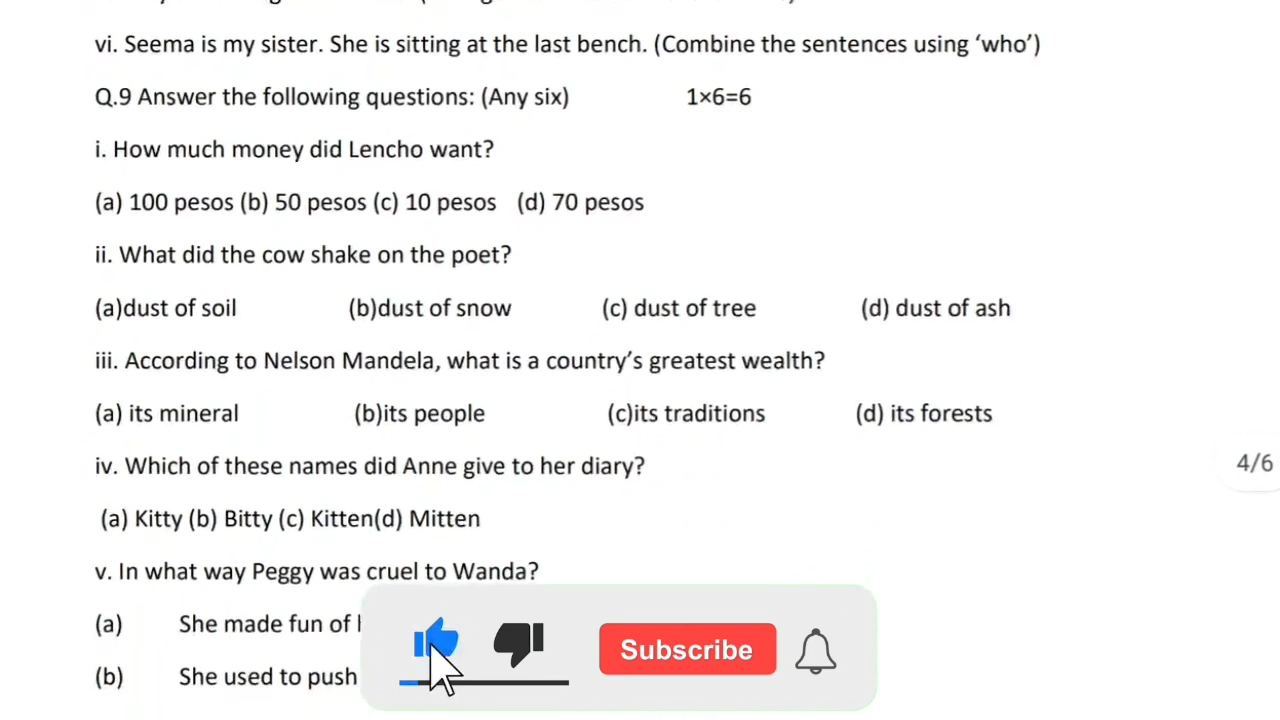 vi. Seema is my sister. She is sitting at the last bench. (Combine the sentences using ‘who’)
Q.9 Answer the following questions: (Any six) 1×6=6
i. How much money did Lencho want?
(a) 100 pesos (b) 50 pesos (c) 10 pesos (d) 70 pesos
ii. What did the cow shake on the poet?
(a)dust of soil (b)dust of snow (c) dust of tree (d) dust of ash
iii. According to Nelson Mandela, what is a country’s greatest wealth?
(a) its mineral (b)its people (c)its traditions (d) its forests
4/6
iv. Which of these names did Anne give to her diary?
(a) Kitty (b) Bitty (c) Kitten(d) Mitten
v. In what way Peggy was cruel to Wanda?
(a) She made fun of
Subscribe
(b) She used to push